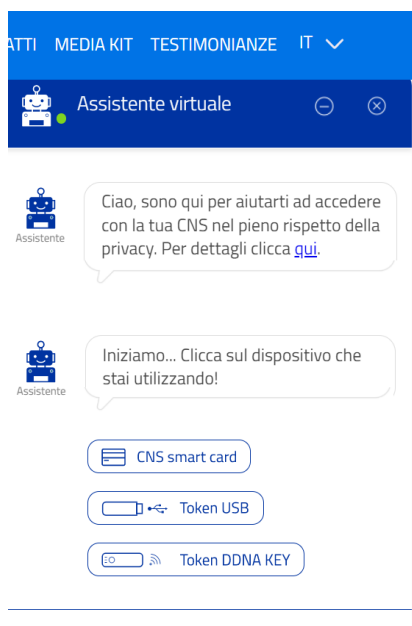 ATTI MEDIA KIT TESTIMONIANZE IT
Assistente virtuale
Ciao, sono qui per aiutarti ad accedere
con la tua CNS nel pieno rispetto della
privacy. Per dettagli clicca qui.
Assistente
Iniziamo... Clicca sul dispositivo che
stai utilizzando!
Assistente
CNS smart card
Token USB
Token DDNA KEY